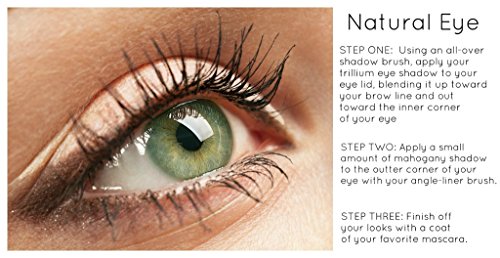 Natural Eye
STEP ONE:  Using an all-over
shadow brush, apply your
trillium eye shadow to your
eye lid, blending it up toward
your brow line and out
toward the inner corner
of your eye
STEP TWO: Apply a small
amount of mahogany shadow
to the outter corner of your
eye with your angle-liner brush.
STEP THREE: Finish off
your looks with a coat
of your favorite mascara.